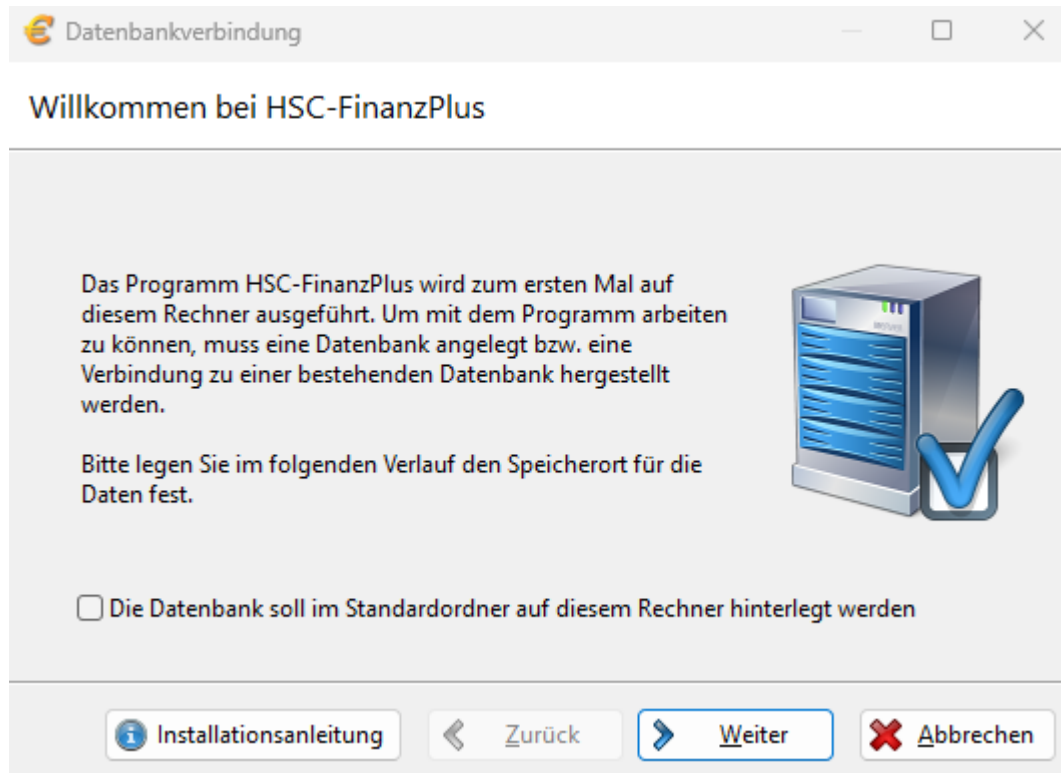 Datenbankverbindung
Willkommen bei HSC-FinanzPlus
Das Programm HSC-FinanzPlus wird zum ersten Mal auf
diesem Rechner ausgeführt. Um mit dem Programm arbeiten
zu können, muss eine Datenbank angelegt bzw. eine
Verbindung zu einer bestehenden Datenbank hergestellt
werden.
Bitte legen Sie im folgenden Verlauf den Speicherort für die
Daten fest.
Die Datenbank soll im Standardordner auf diesem Rechner hinterlegt werden
Installationsanleitung Zurück Weiter Abbrechen